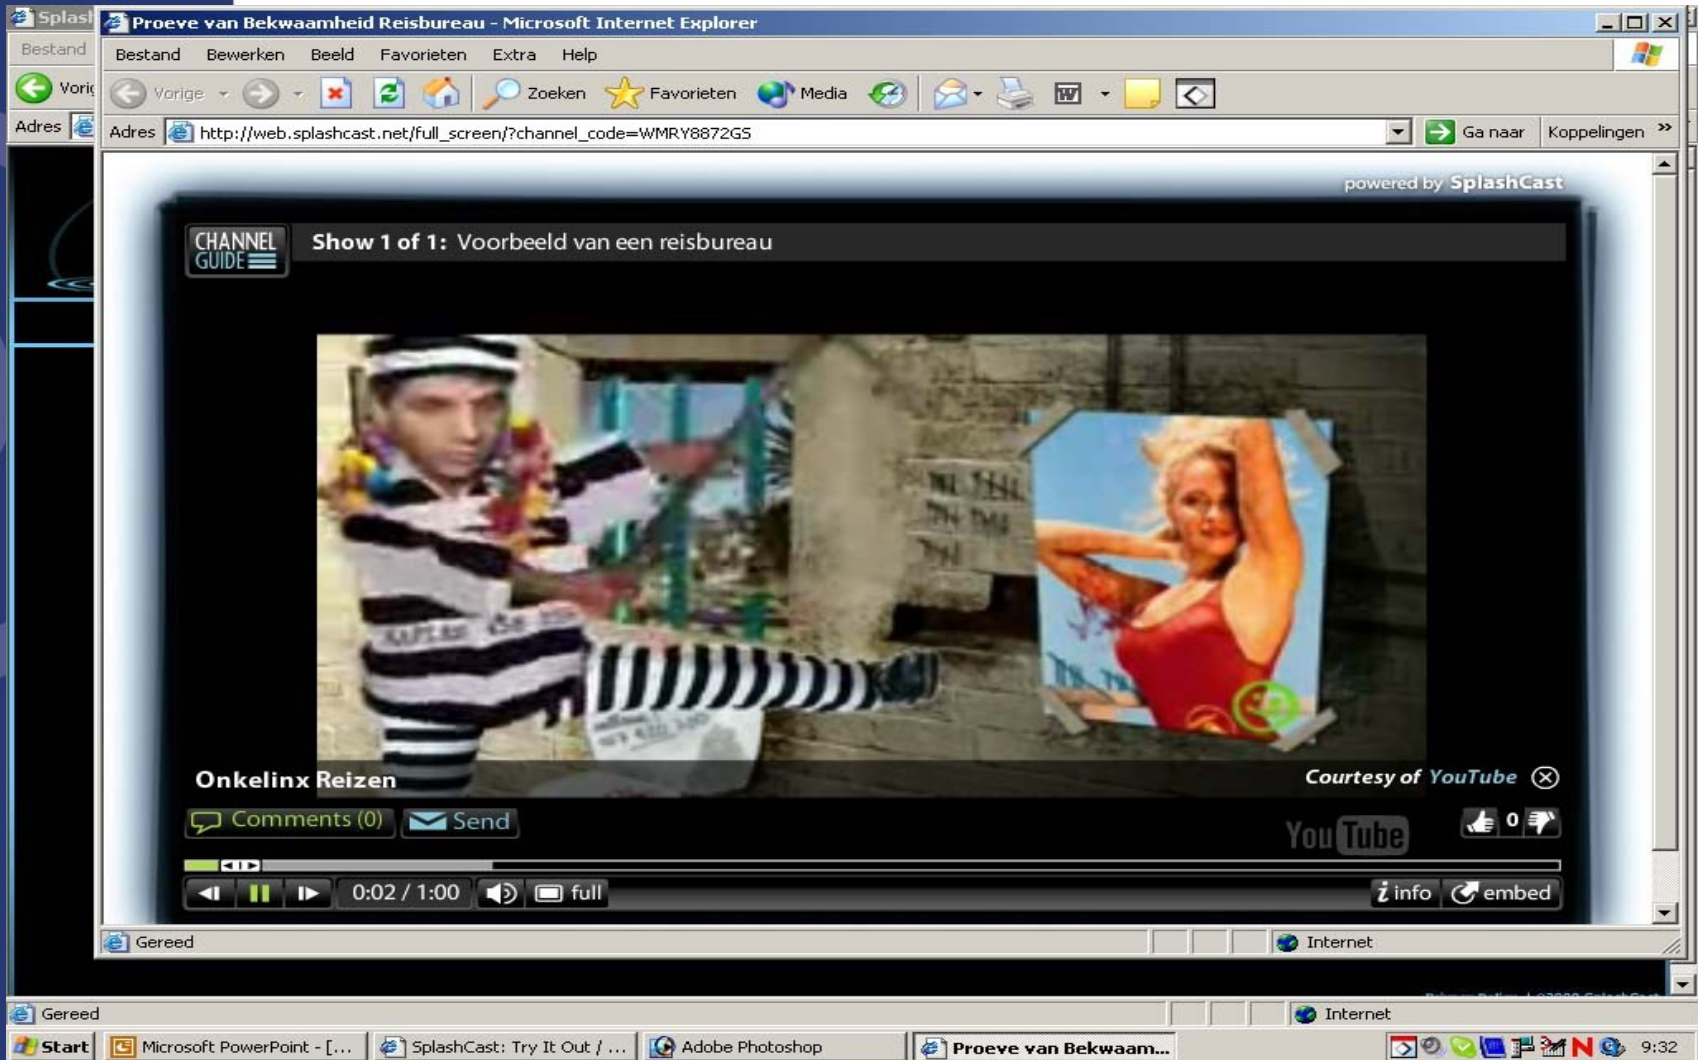 Splash
Proeve van Bekwaamheid Reisbureau - Microsoft Internet Explorer
Bestand
Bestand Bewerken Beeld Favorieten Extra Help
Vorig
Vorige Zoeken Favorieten Media
Adres
Adres http://web.splashcast.net/full_screen/?channel_code=WMRY8872GS Ga naar Koppelingen »
powered by SplashCast
CHANNEL
GUIDE
Show 1 of 1: Voorbeeld van een reisbureau
Onkelinx Reizen
Courtesy of YouTube
Comments (0) Send
YouTube
0
0:02 / 1:00 full
info embed
Gereed Internet
Gereed Internet
Start Microsoft PowerPoint - [... SplashCast: Try It Out / ... Adobe Photoshop Proeve van Bekwaam... 9:32